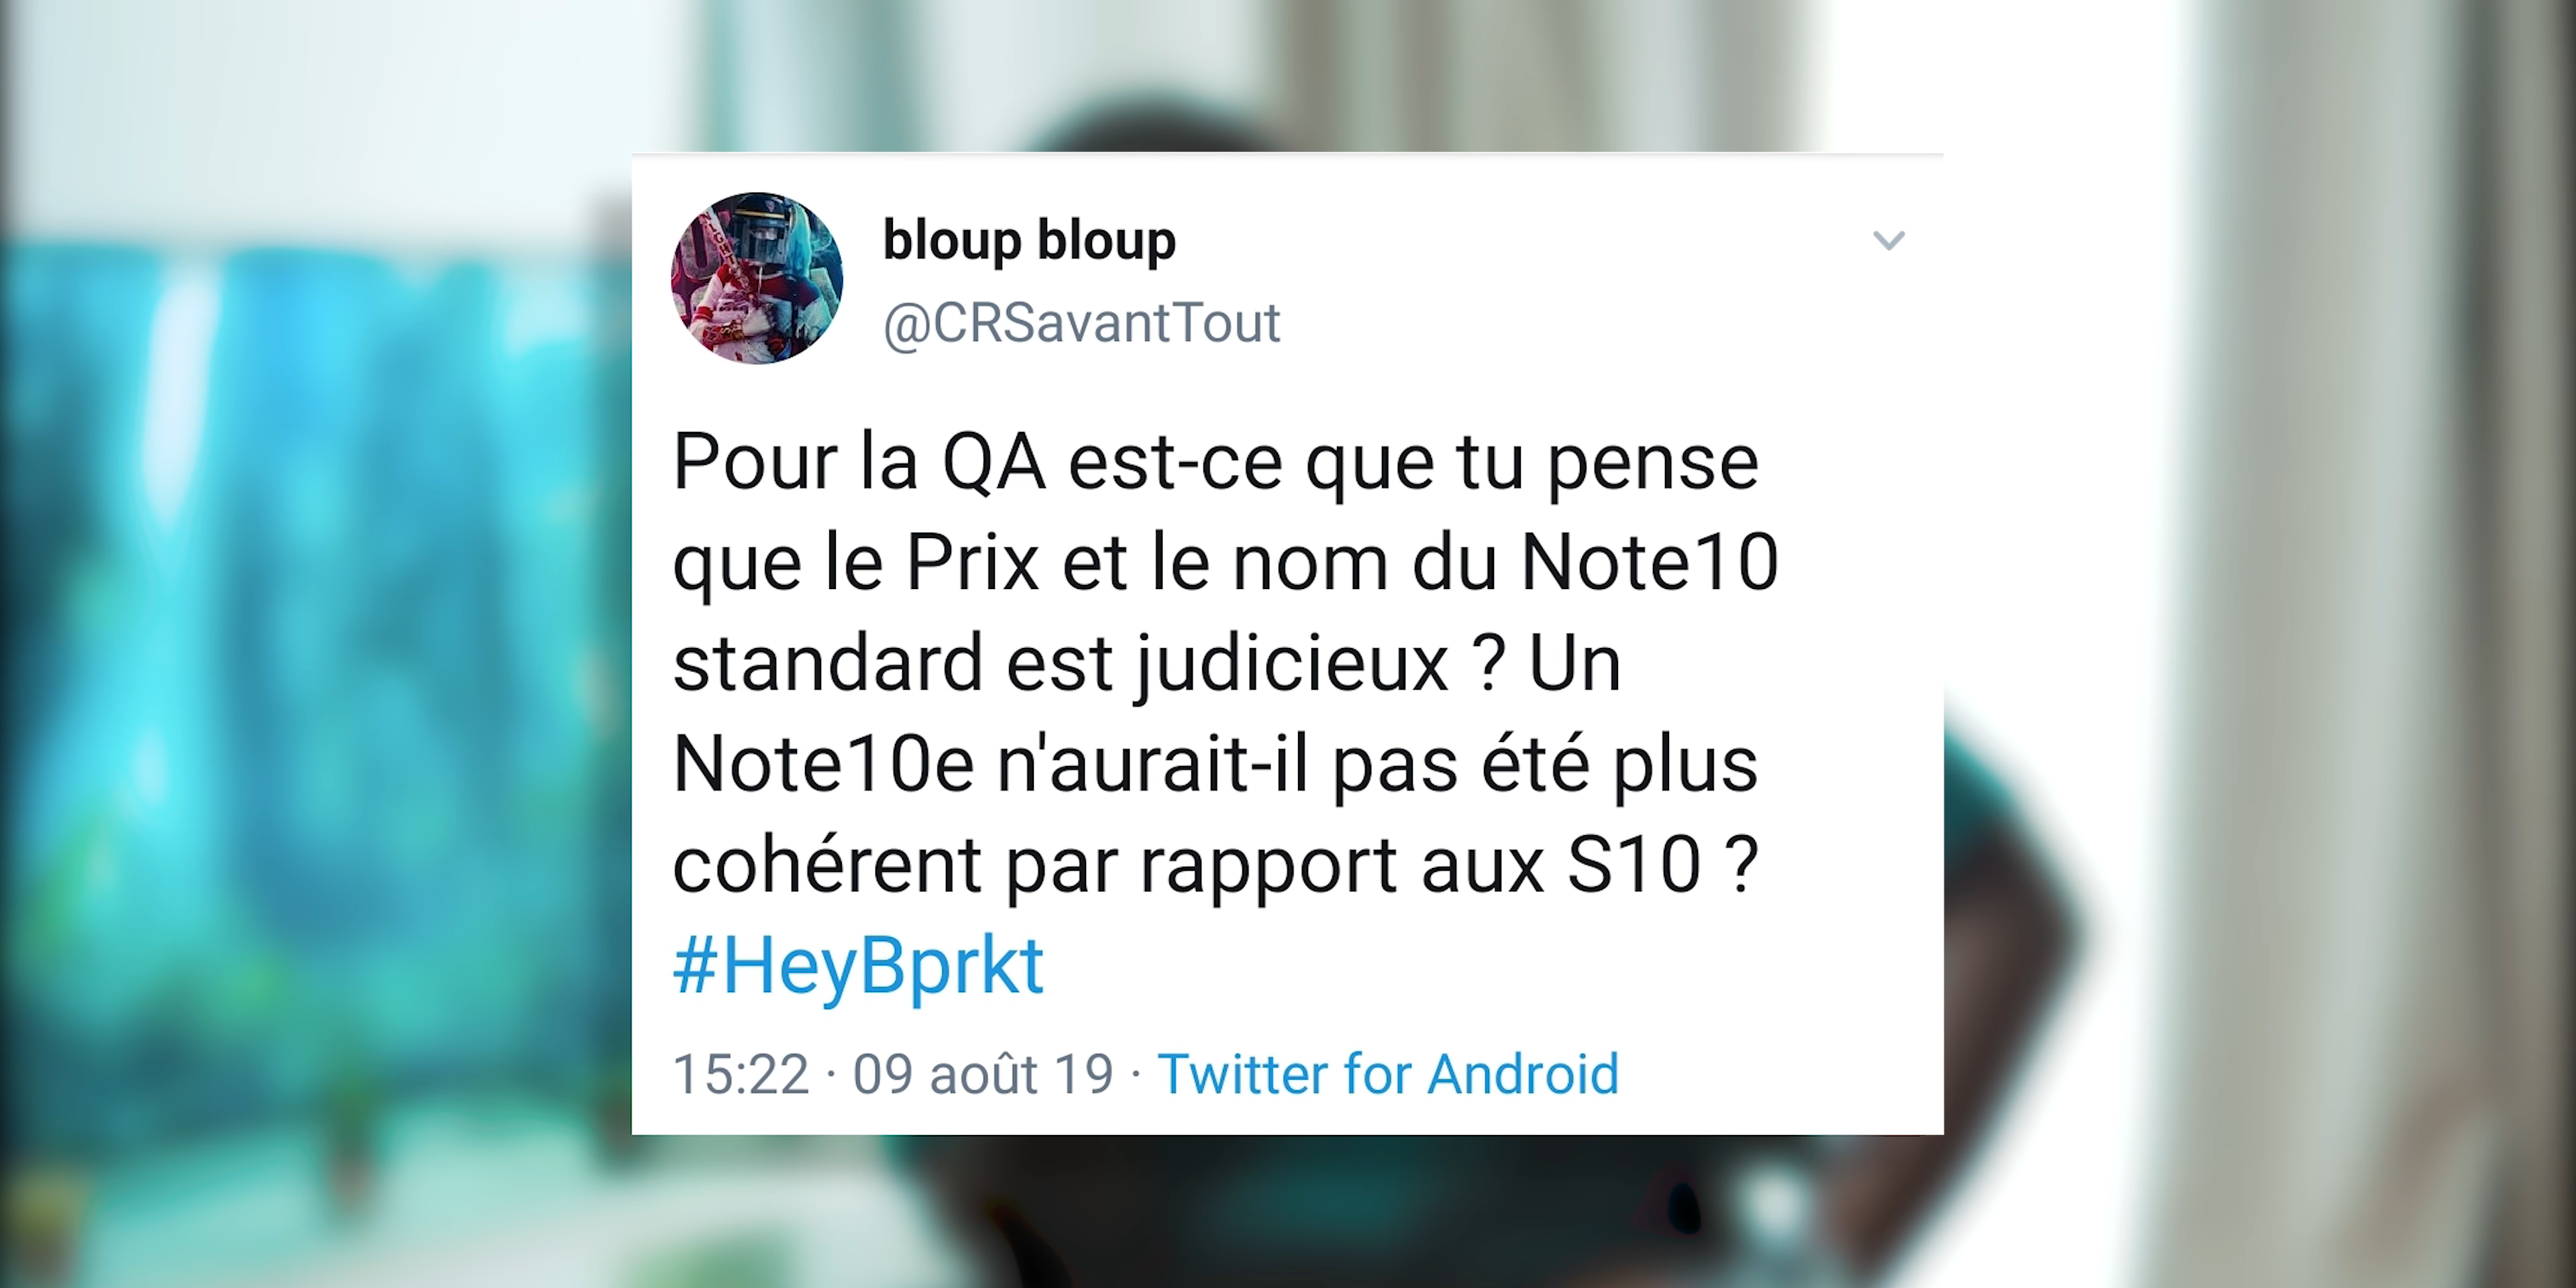 bloup bloup
@CRSavantTout
Pour la QA est-ce que tu pense
que le Prix et le nom du Note10
standard est judicieux ? Un
Note10e n'aurait-il pas été plus
cohérent par rapport aux S10 ?
#HeyBprkt
15:22 · 09 août 19 · Twitter for Android